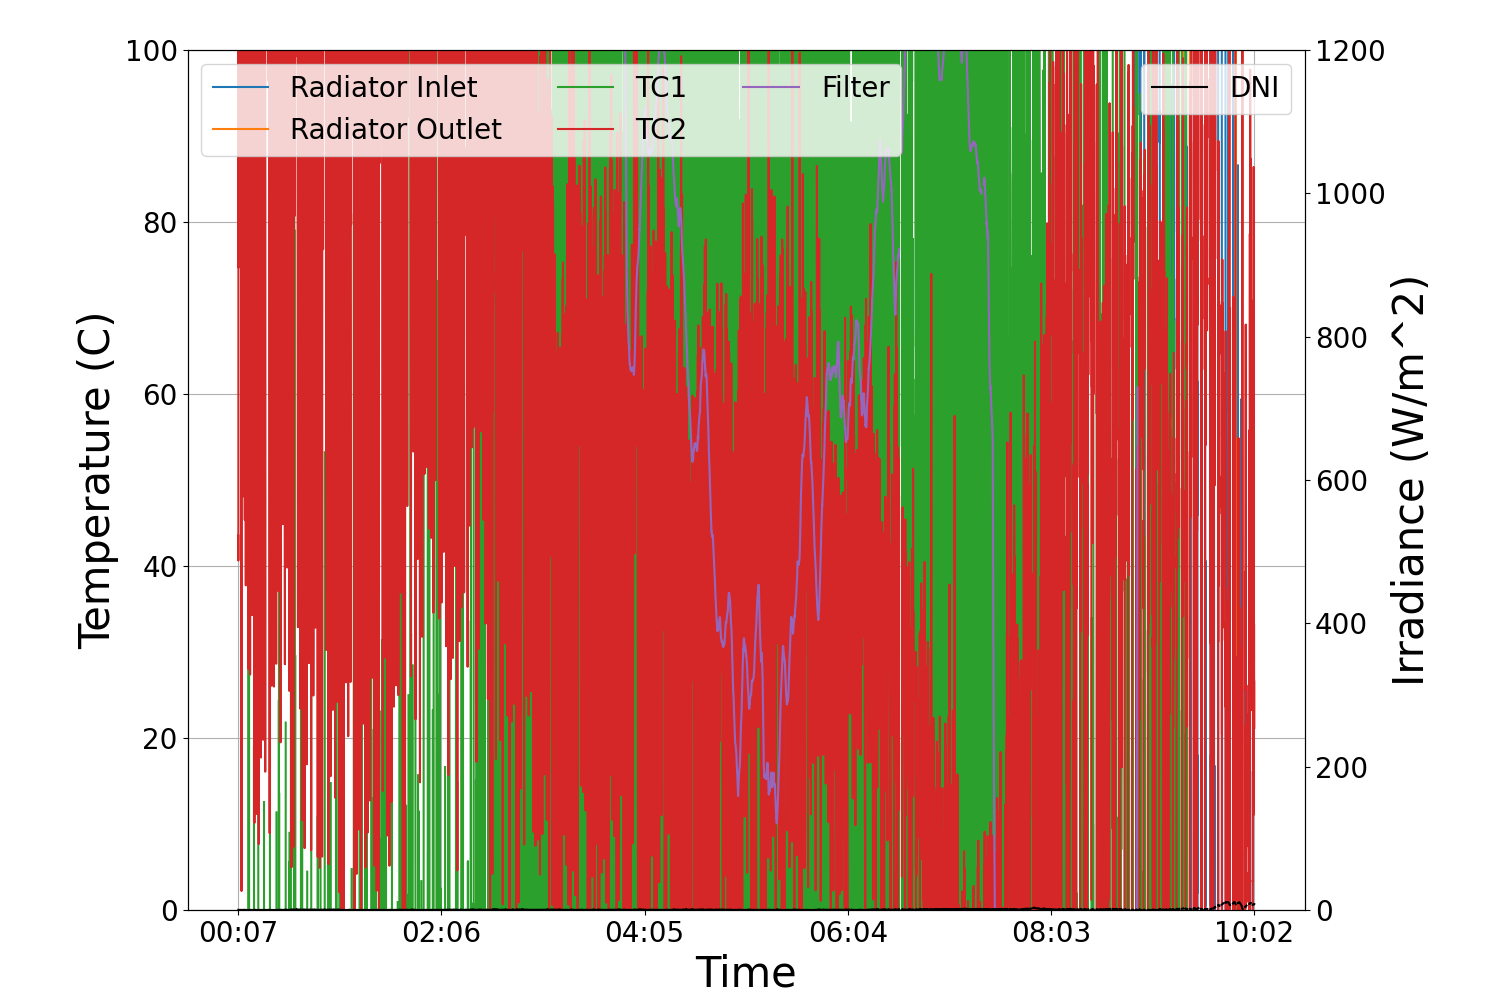 Radiator Inlet
Radiator Outlet
TC1
TC2
Filter
DNI
Temperature (C)
100
80
60
40
20
0
Irradiance (W/m^2)
1200
1000
800
600
400
200
0
00:07 02:06 04:05 06:04 08:03 10:02
Time